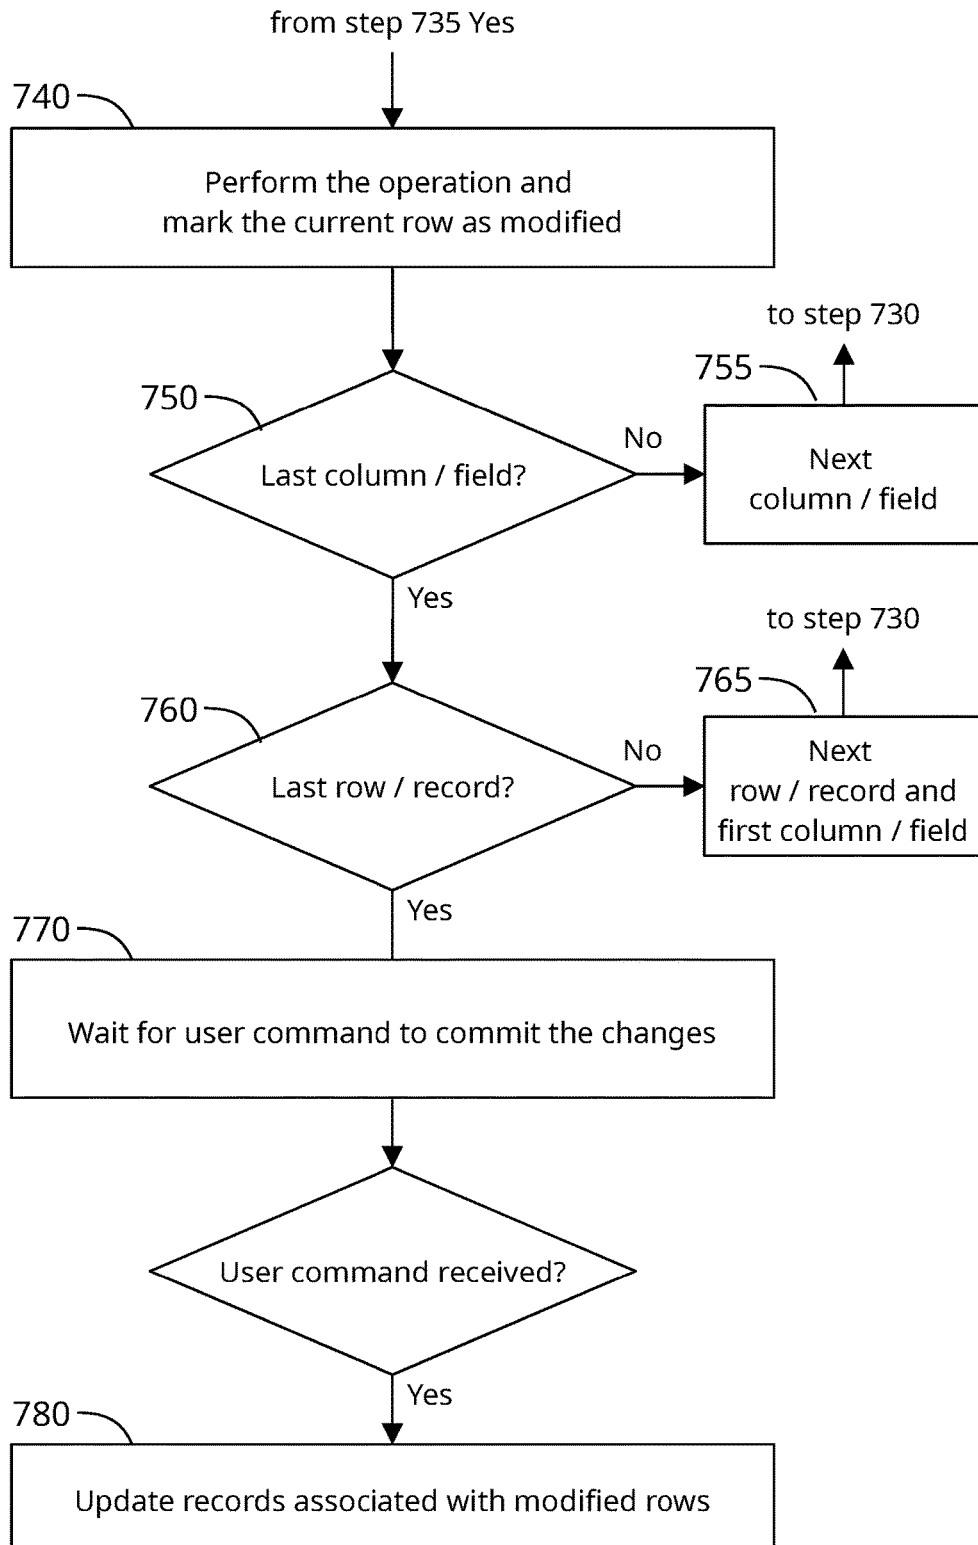 from step 735 Yes
740
Perform the operation and
mark the current row as modified
to step 730
755
750
No
Next
column / field
Last column / field?
Yes
to step 730
765
760
No
Next
row / record and
first column / field
Last row / record?
Yes
770
Wait for user command to commit the changes
User command received?
Yes
780
Update records associated with modified rows